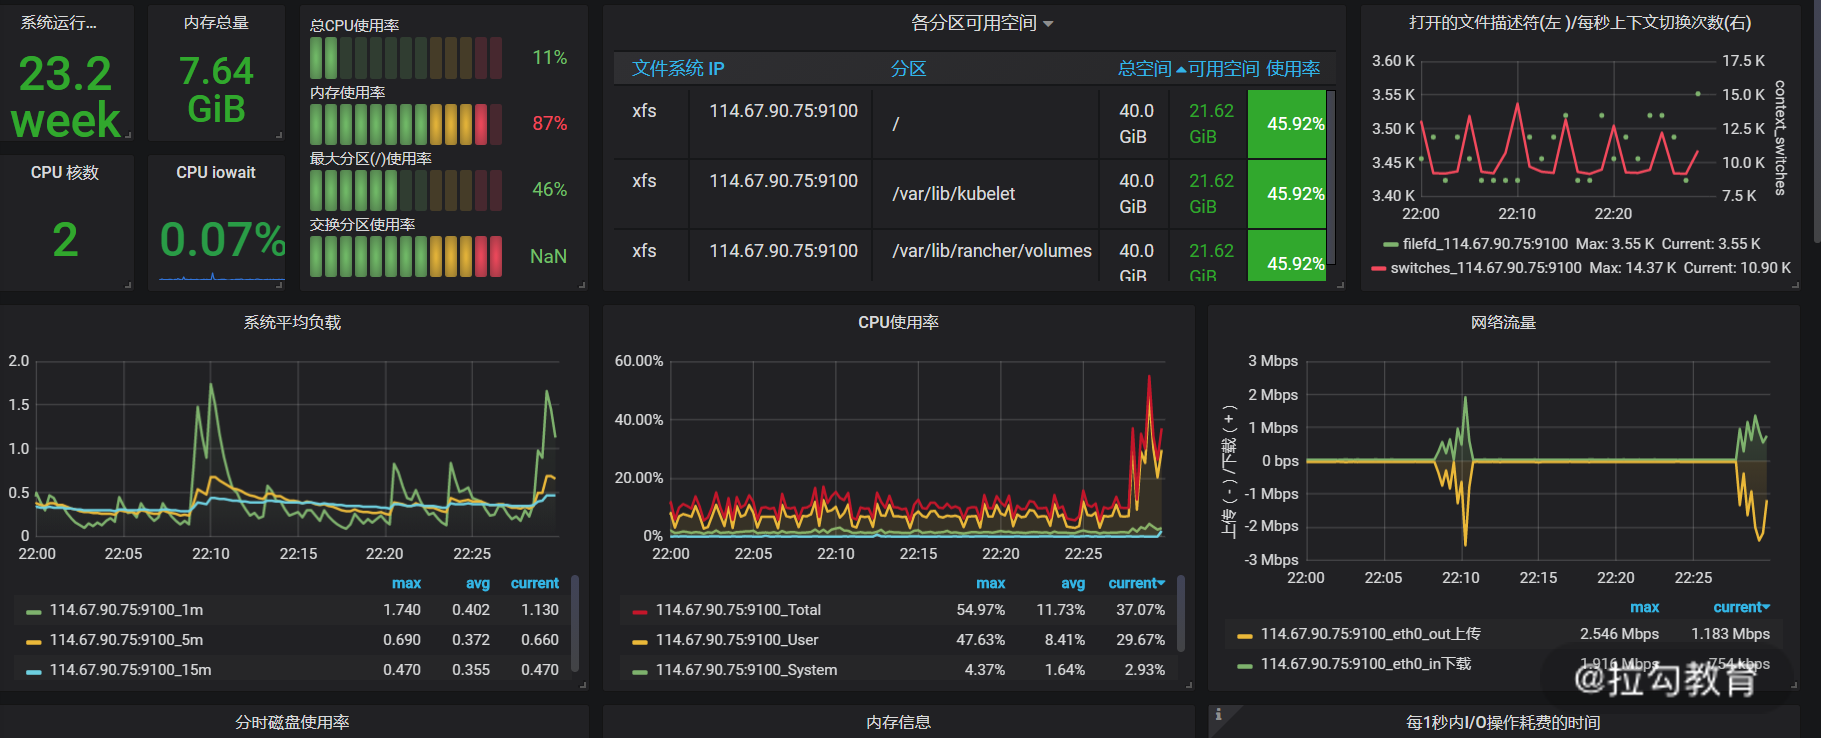 系统运行...
23.2
week
内存总量
7.64
GiB
CPU 核数
2
CPU iowait
0.07%
总CPU使用率
11%
内存使用率
87%
最大分区(/)使用率
46%
交换分区使用率
NaN
各分区可用空间
文件系统 IP 分区 总空间 可用空间 使用率
xfs 114.67.90.75:9100 / 40.0 GiB 21.62 GiB 45.92%
xfs 114.67.90.75:9100 /var/lib/kubelet 40.0 GiB 21.62 GiB 45.92%
xfs 114.67.90.75:9100 /var/lib/rancher/volumes 40.0 GiB 21.62 GiB 45.92%
打开的文件描述符(左 )/每秒上下文切换次数(右)
3.60 K
3.55 K
3.50 K
3.45 K
3.40 K
17.5 K
15.0 K
12.5 K
10.0 K
7.5 K
context_switches
22:00 22:10 22:20
filefd_114.67.90.75:9100 Max: 3.55 K Current: 3.55 K
switches_114.67.90.75:9100 Max: 14.37 K Current: 10.90 K
系统平均负载
2.0
1.5
1.0
0.5
0
22:00 22:05 22:10 22:15 22:20 22:25
max avg current
114.67.90.75:9100_1m 1.740 0.402 1.130
114.67.90.75:9100_5m 0.690 0.372 0.660
114.67.90.75:9100_15m 0.470 0.355 0.470
CPU使用率
60.00%
40.00%
20.00%
0%
22:00 22:05 22:10 22:15 22:20 22:25
max avg current
114.67.90.75:9100_Total 54.97% 11.73% 37.07%
114.67.90.75:9100_User 47.63% 8.41% 29.67%
114.67.90.75:9100_System 4.37% 1.64% 2.93%
网络流量
上传 ( - ) /下载 ( + )
3 Mbps
2 Mbps
1 Mbps
0 bps
-1 Mbps
-2 Mbps
-3 Mbps
22:00 22:05 22:10 22:15 22:20 22:25
max current
114.67.90.75:9100_eth0_out上传 2.546 Mbps 1.183 Mbps
114.67.90.75:9100_eth0_in下载 1.916 Mbps 754 kbps
@拉勾教育
分时磁盘使用率
内存信息
i
每1秒内I/O操作耗费的时间